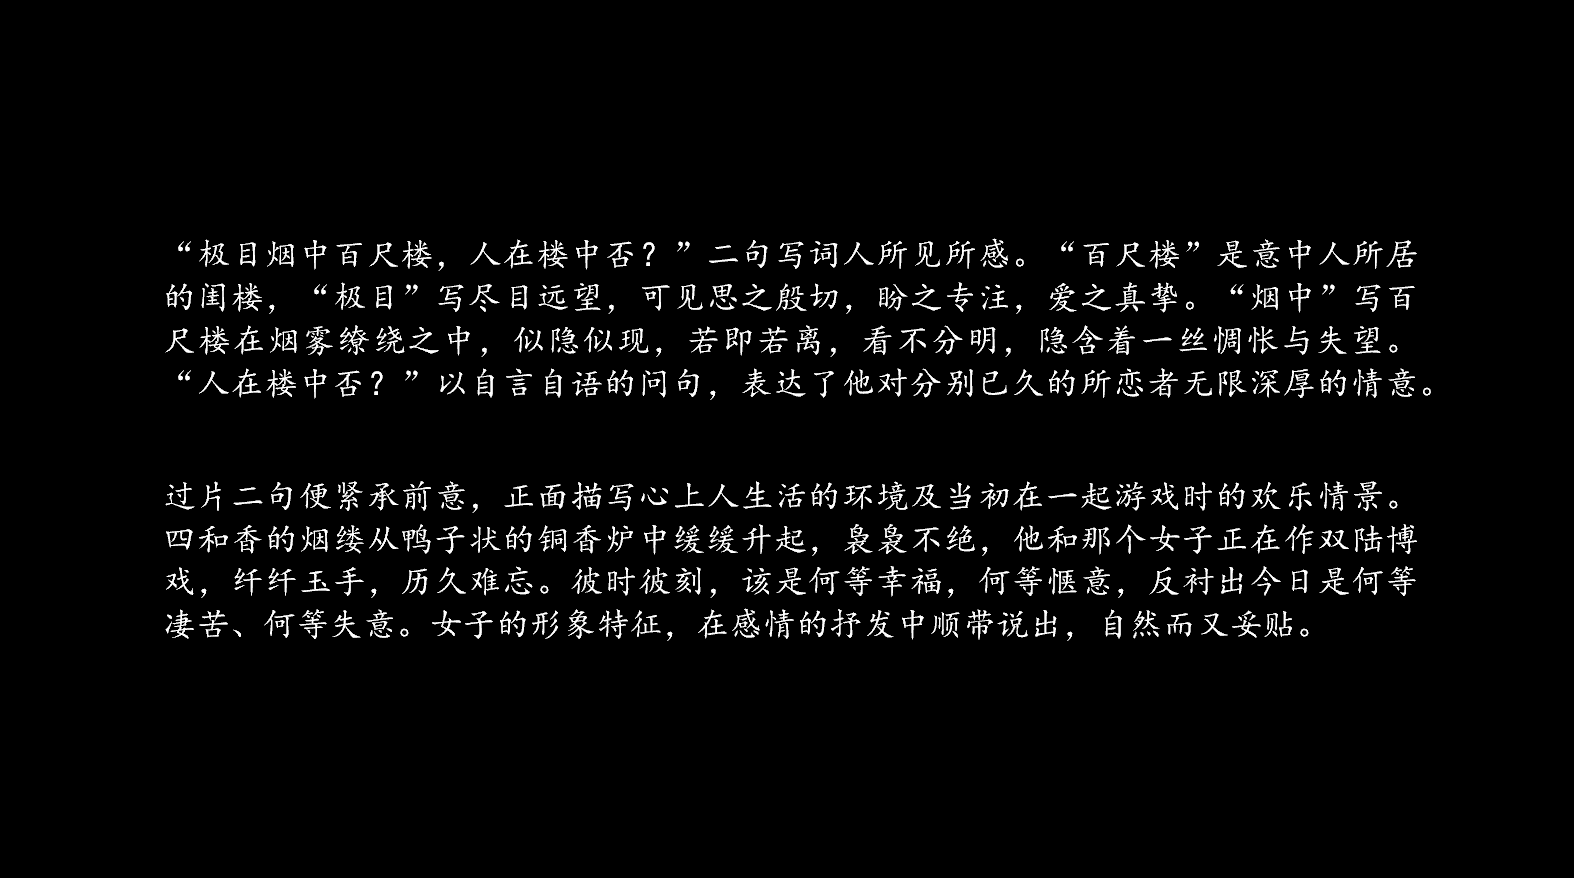 “极目烟中百尺楼，人在楼中否？”二句写词人所见所感。“百尺楼”是意中人所居
的闺楼，“极目”写尽目远望，可见思之殷切，盼之专注，爱之真挚。“烟中”写百
尺楼在烟雾缭绕之中，似隐似现，若即若离，看不分明，隐含着一丝惆怅与失望。
“人在楼中否？”以自言自语的问句，表达了他对分别已久的所恋者无限深厚的情意。
过片二句便紧承前意，正面描写心上人生活的环境及当初在一起游戏时的欢乐情景。
四和香的烟缕从鸭子状的铜香炉中缓缓升起，袅袅不绝，他和那个女子正在作双陆博
戏，纤纤玉手，历久难忘。彼时彼刻，该是何等幸福，何等惬意，反衬出今日是何等
凄苦、何等失意。女子的形象特征，在感情的抒发中顺带说出，自然而又妥贴。